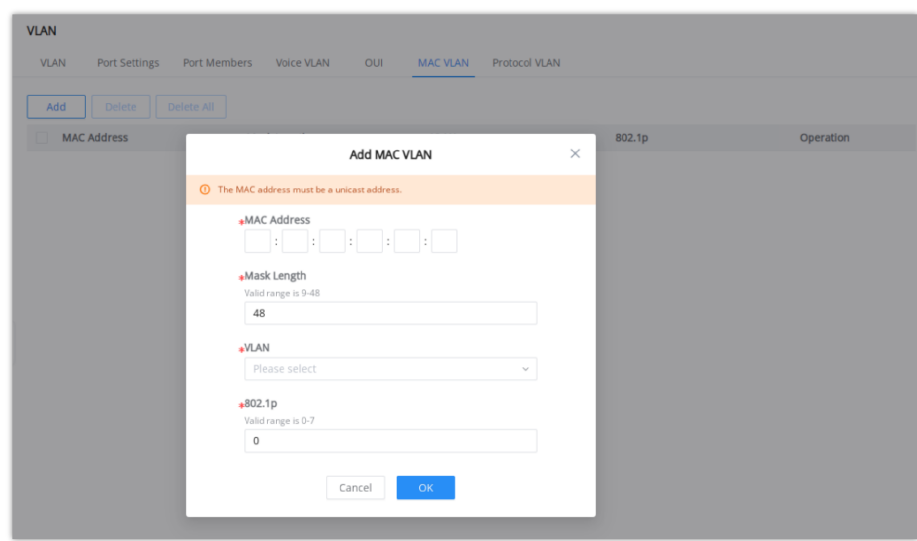 VLAN
VLAN Port Settings Port Members Voice VLAN OUI MAC VLAN Protocol VLAN
Add Delete Delete All
MAC Address 802.1p Operation
Add MAC VLAN
The MAC address must be a unicast address.
*MAC Address
: : : : :
*Mask Length
Valid range is 9-48
48
*VLAN
Please select
*802.1p
Valid range is 0-7
0
Cancel OK